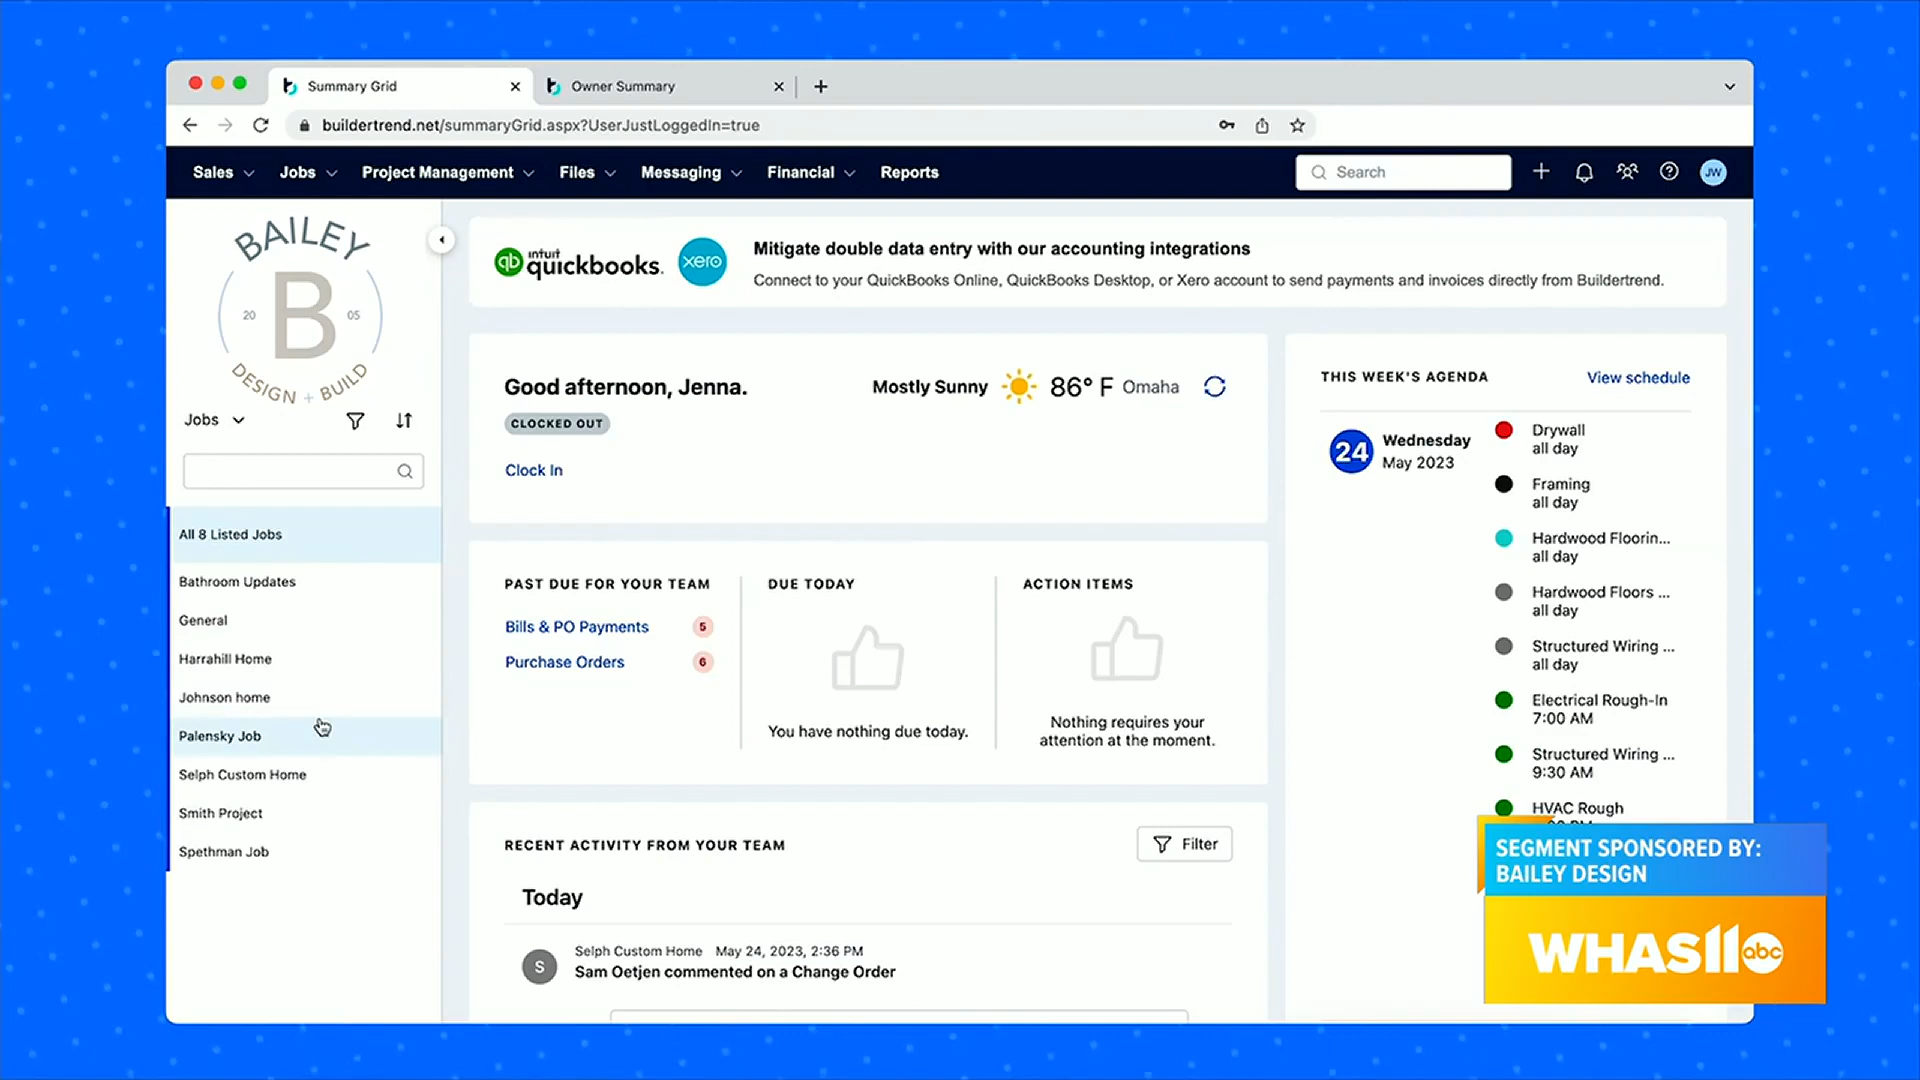 Summary Grid
Owner Summary
buildertrend.net/summaryGrid.aspx?UserJustLoggedIn=true
Sales
Jobs
Project Management
Files
Messaging
Financial
Reports
Search
JW
BAILEY
20 B 05
DESIGN + BUILD
Jobs
All 8 Listed Jobs
Bathroom Updates
General
Harrahill Home
Johnson home
Palensky Job
Selph Custom Home
Smith Project
Spethman Job
qb intuit quickbooks.
xero
Mitigate double data entry with our accounting integrations
Connect to your QuickBooks Online, QuickBooks Desktop, or Xero account to send payments and invoices directly from Buildertrend.
Good afternoon, Jenna.
CLOCKED OUT
Clock In
Mostly Sunny 86° F Omaha
PAST DUE FOR YOUR TEAM
Bills & PO Payments 5
Purchase Orders 6
DUE TODAY
You have nothing due today.
ACTION ITEMS
Nothing requires your
attention at the moment.
RECENT ACTIVITY FROM YOUR TEAM
Filter
Today
S
Selph Custom Home May 24, 2023, 2:36 PM
Sam Oetjen commented on a Change Order
THIS WEEK'S AGENDA
View schedule
24
Wednesday
May 2023
Drywall
all day
Framing
all day
Hardwood Floorin...
all day
Hardwood Floors ...
all day
Structured Wiring ...
all day
Electrical Rough-In
7:00 AM
Structured Wiring ...
9:30 AM
HVAC Rough
SEGMENT SPONSORED BY:
BAILEY DESIGN
WHAS11 abc